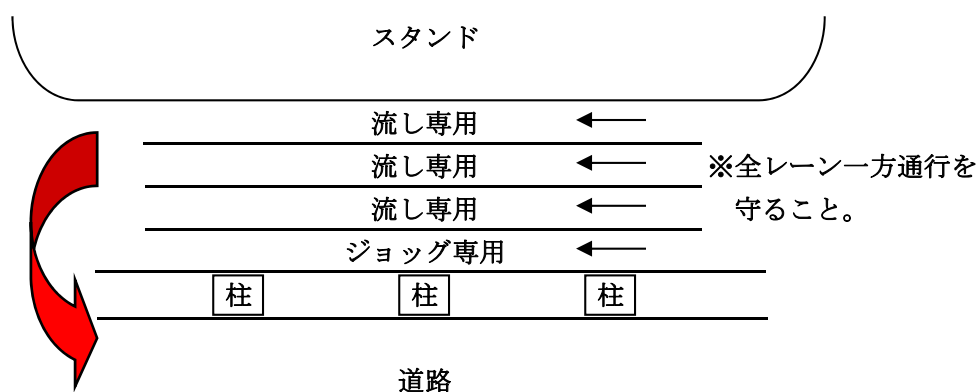 スタンド
流し専用
流し専用
※全レーン一方通行を
守ること。
流し専用
ジョッグ専用
柱 柱 柱
道路